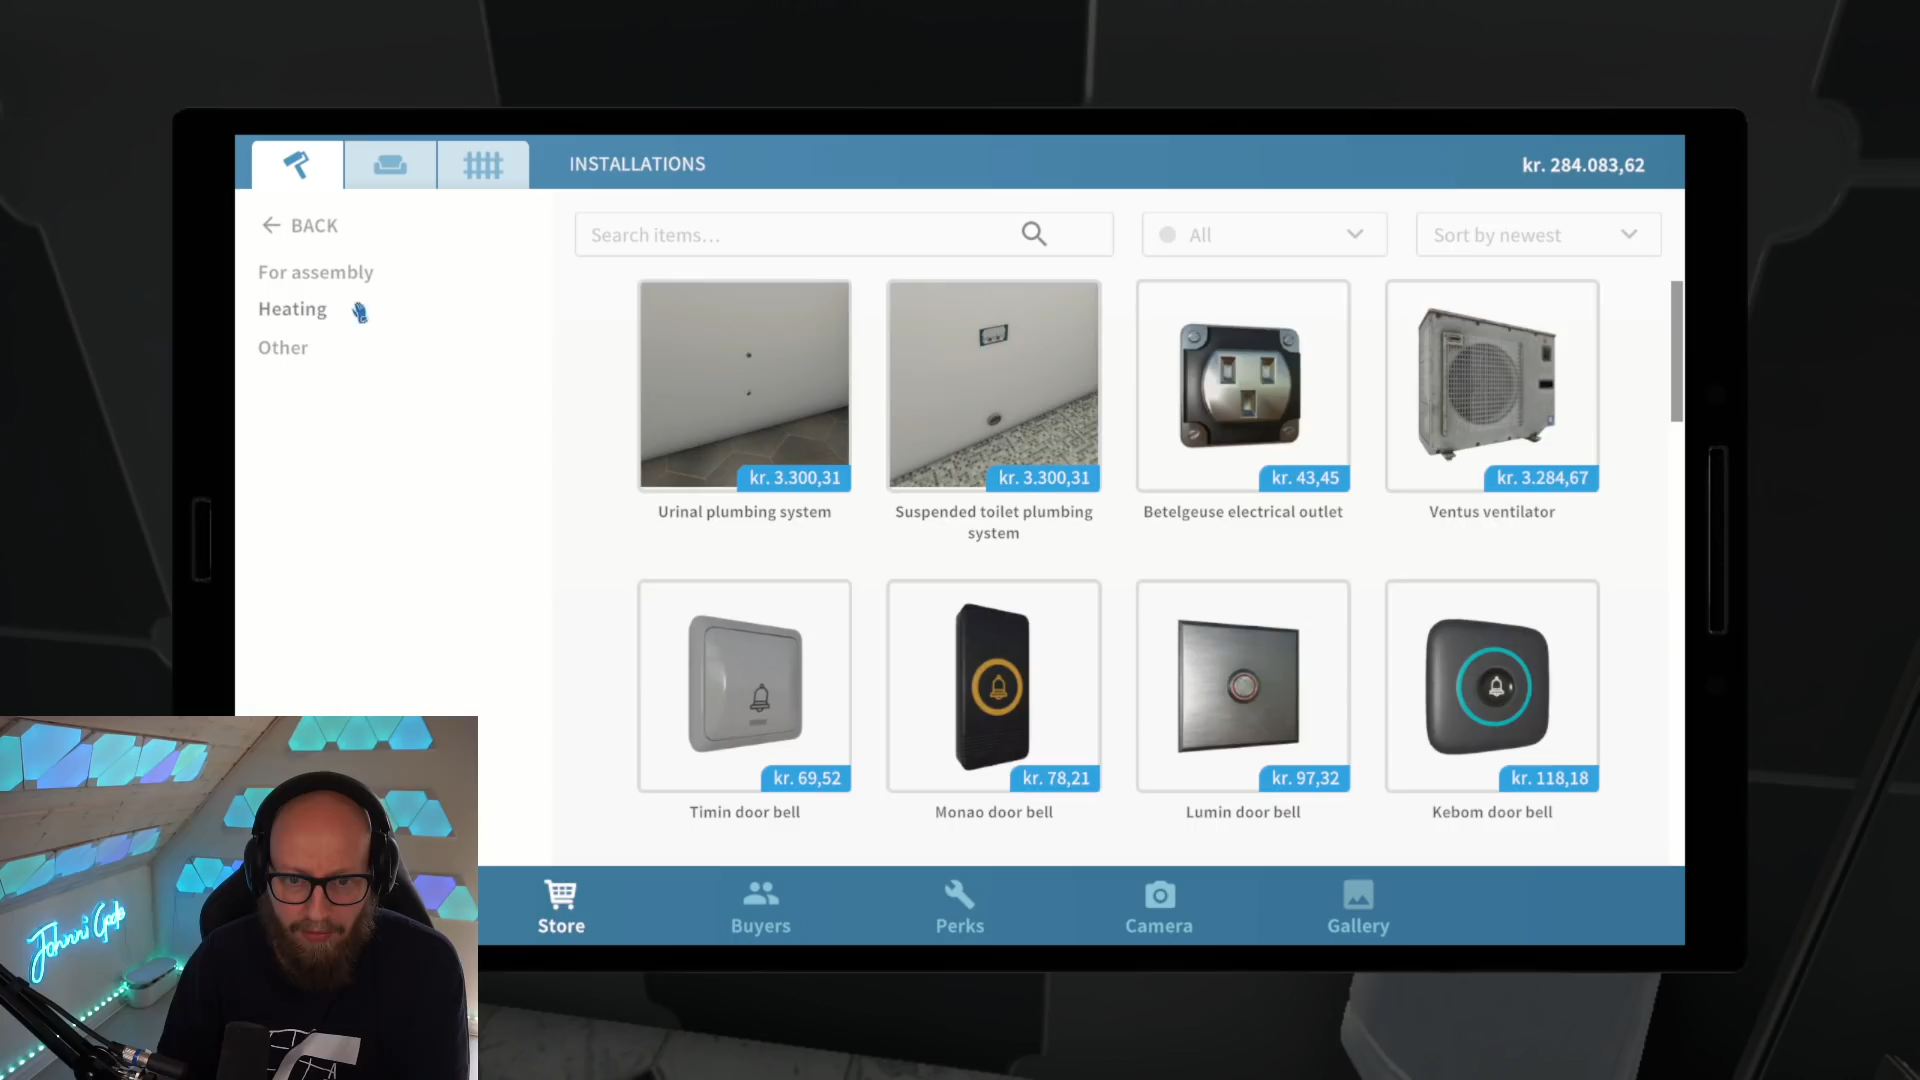 INSTALLATIONS
kr. 284.083,62
BACK
For assembly
Heating
Other
Search items...
All
Sort by newest
kr. 3.300,31
kr. 3.300,31
kr. 43,45
kr. 3.284,67
Urinal plumbing system
Suspended toilet plumbing
system
Betelgeuse electrical outlet
Ventus ventilator
kr. 69,52
kr. 78,21
kr. 97,32
kr. 118,18
Timin door bell
Monao door bell
Lumin door bell
Kebom door bell
Store
Buyers
Perks
Camera
Gallery